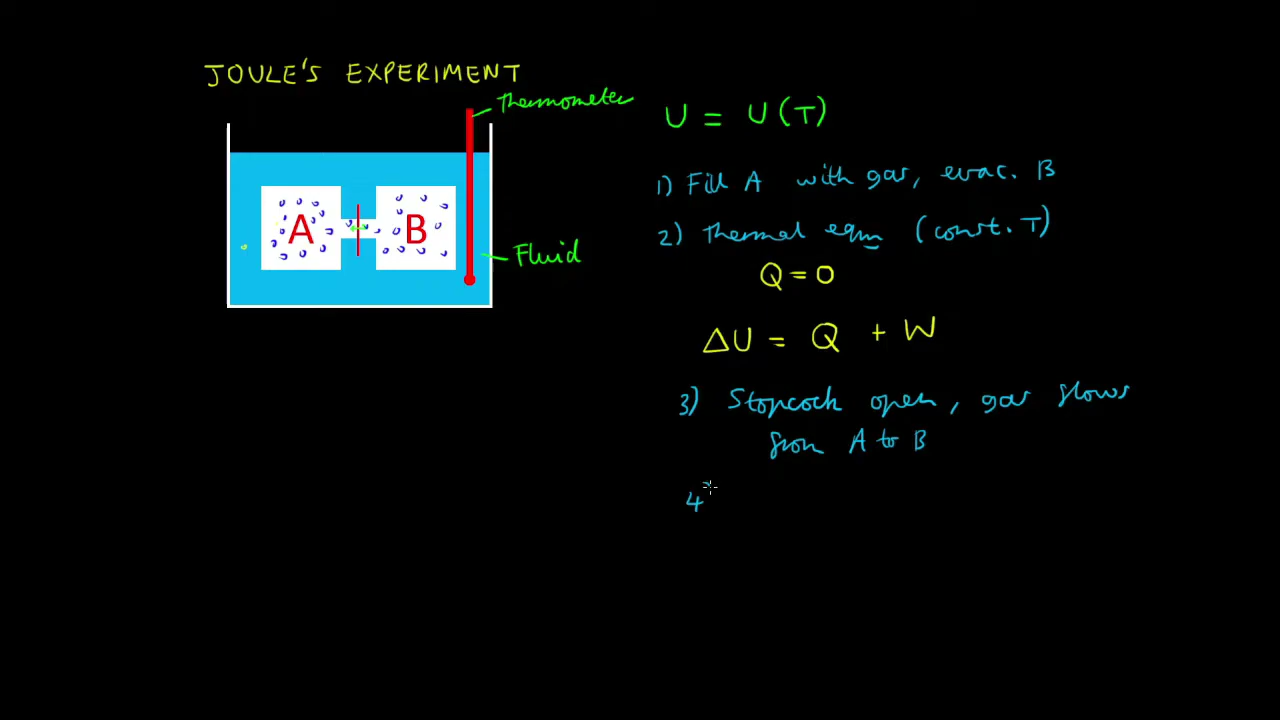 JOULE'S EXPERIMENT
Thermometer
A
B
Fluid
U = U(T)
1) Fill A with gas, evac. B
2) Thermal eqm (const. T)
Q = 0
ΔU = Q + W
3) Stopcock open, gas flows
from A to B
4